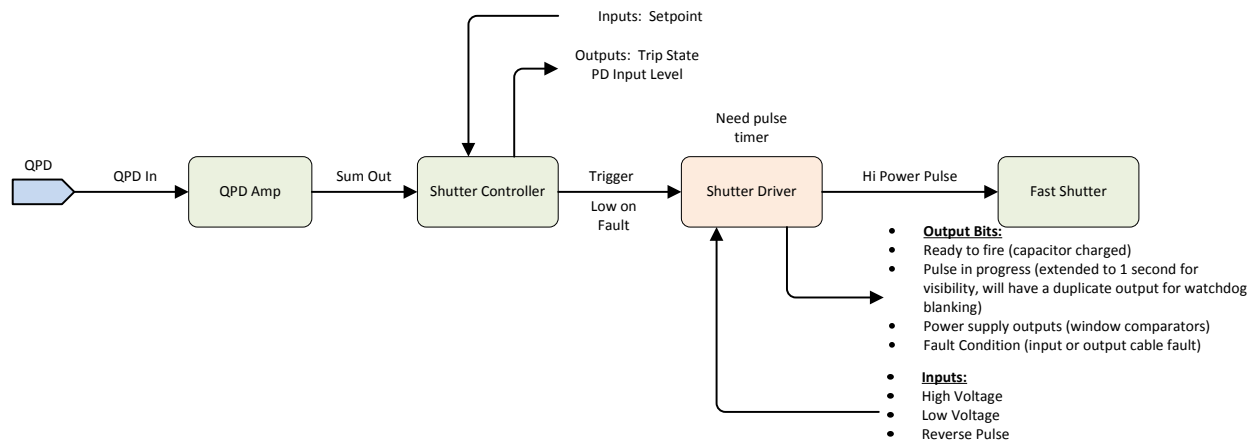 Inputs: Setpoint
Outputs: Trip State
PD Input Level
Need pulse
timer
QPD
QPD In
QPD Amp
Sum Out
Shutter Controller
Trigger
Low on
Fault
Shutter Driver
Hi Power Pulse
Fast Shutter
• Output Bits:
• Ready to fire (capacitor charged)
• Pulse in progress (extended to 1 second for
visibility, will have a duplicate output for watchdog
blanking)
• Power supply outputs (window comparators)
• Fault Condition (input or output cable fault)
• Inputs:
• High Voltage
• Low Voltage
• Reverse Pulse